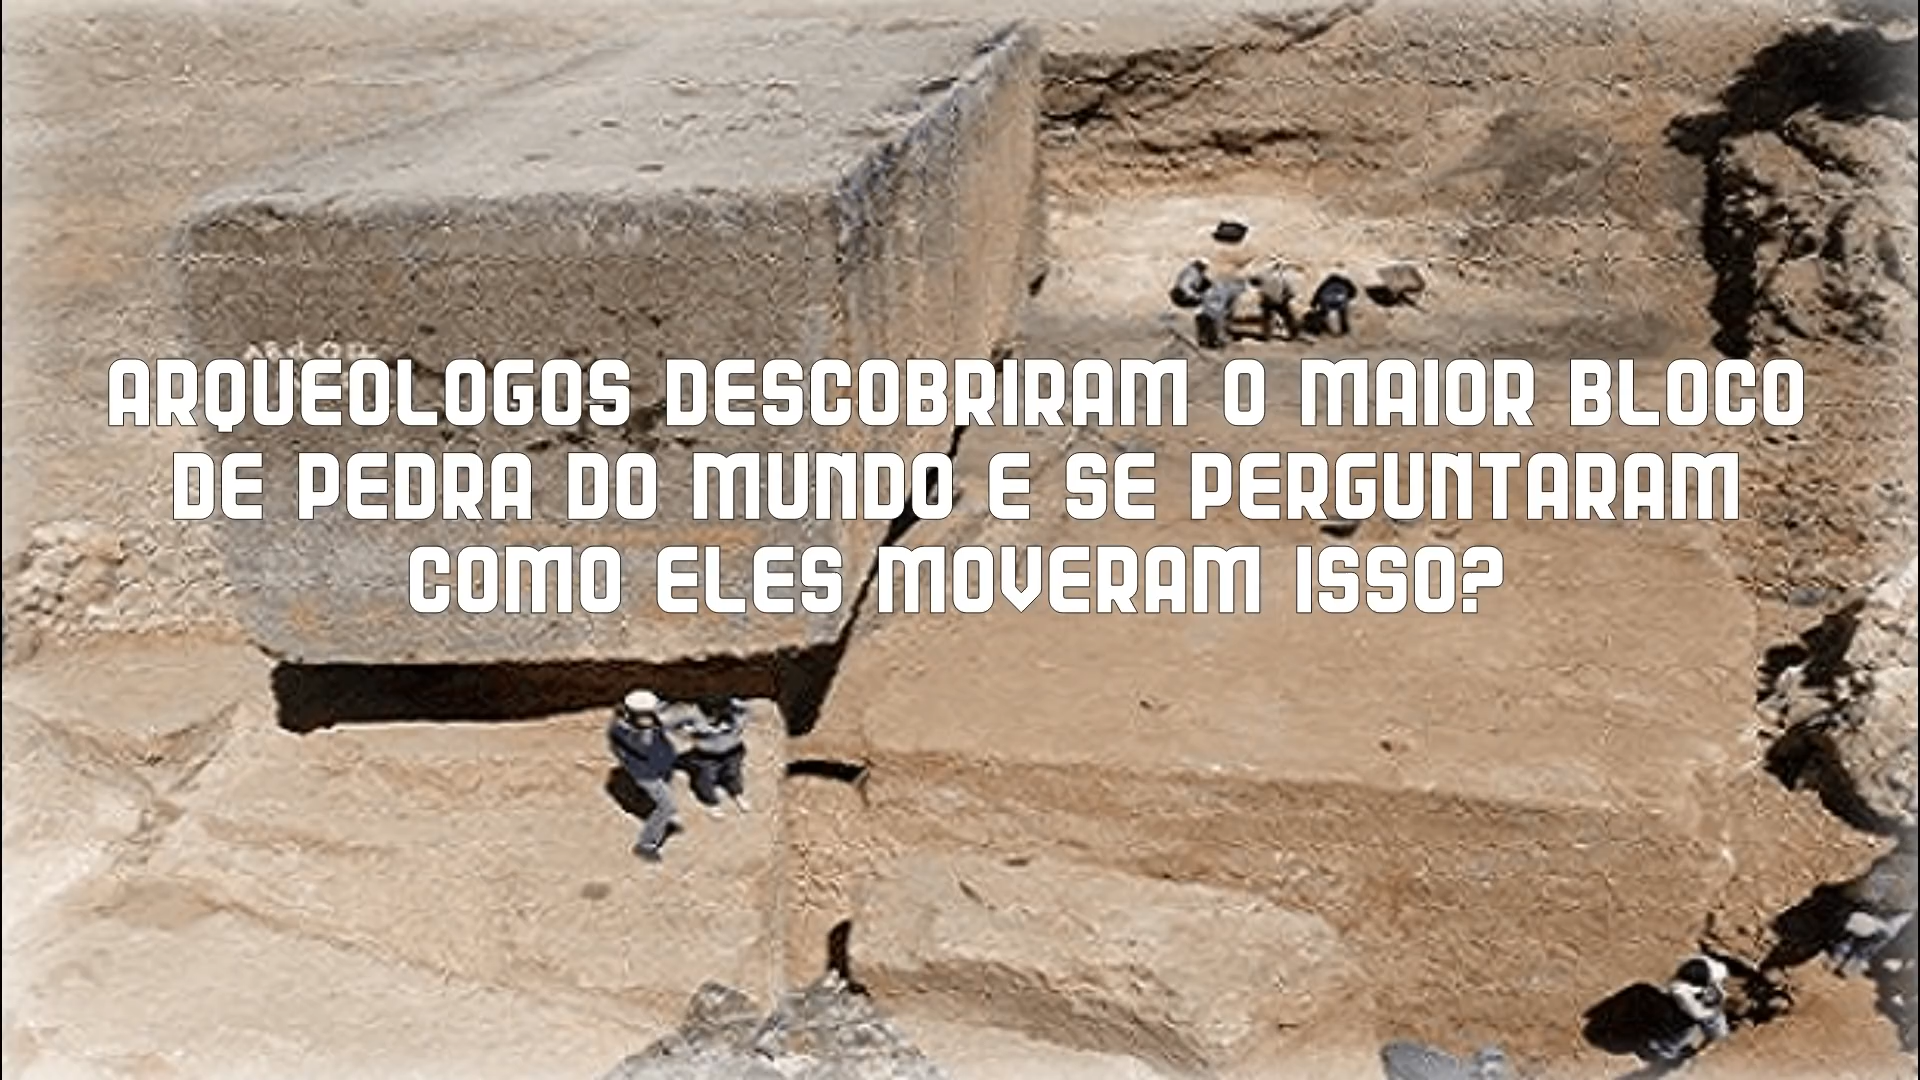 ARQUEOLOGOS DESCOBRIRAM O MAIOR BLOCO
DE PEDRA DO MUNDO E SE PERGUNTARAM
COMO ELES MOVERAM ISSO?